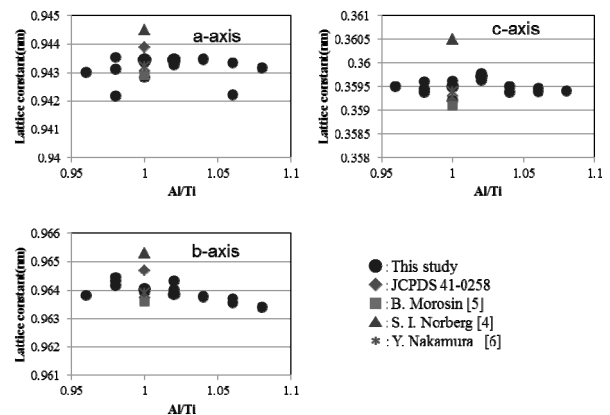 a-axis
Lattice constant(nm)
0.945
0.944
0.943
0.942
0.941
0.94
0.95
1
1.05
1.1
Al/Ti
c-axis
Lattice constant(nm)
0.361
0.3605
0.36
0.3595
0.359
0.3585
0.358
0.95
1
1.05
1.1
Al/Ti
b-axis
Lattice constant(nm)
0.966
0.965
0.964
0.963
0.962
0.961
0.95
1
1.05
1.1
Al/Ti
: This study
: JCPDS 41-0258
: B. Morosin [5]
: S. I. Norberg [4]
: Y. Nakamura [6]